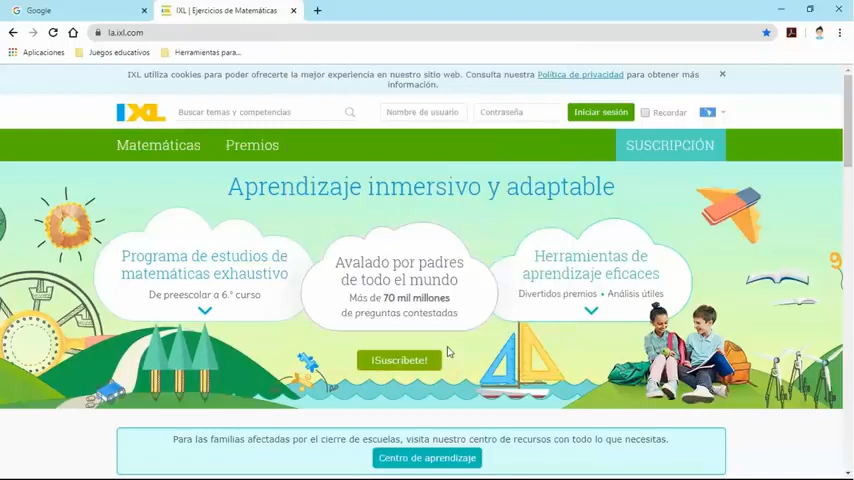 Google
IXL | Ejercicios de Matemáticas
la.ixl.com
Aplicaciones
Juegos educativos
Herramientas para...
IXL utiliza cookies para poder ofrecerte la mejor experiencia en nuestro sitio web. Consulta nuestra Política de privacidad para obtener más
información.
IXL
Buscar temas y competencias
Nombre de usuario
Contraseña
Iniciar sesión
Recordar
Matemáticas
Premios
SUSCRIPCIÓN
Aprendizaje inmersivo y adaptable
Programa de estudios de
matemáticas exhaustivo
De preescolar a 6.° curso
Avalado por padres
de todo el mundo
Más de 70 mil millones
de preguntas contestadas
Herramientas de
aprendizaje eficaces
Divertidos premios • Análisis útiles
¡Suscríbete!
Para las familias afectadas por el cierre de escuelas, visita nuestro centro de recursos con todo lo que necesitas.
Centro de aprendizaje